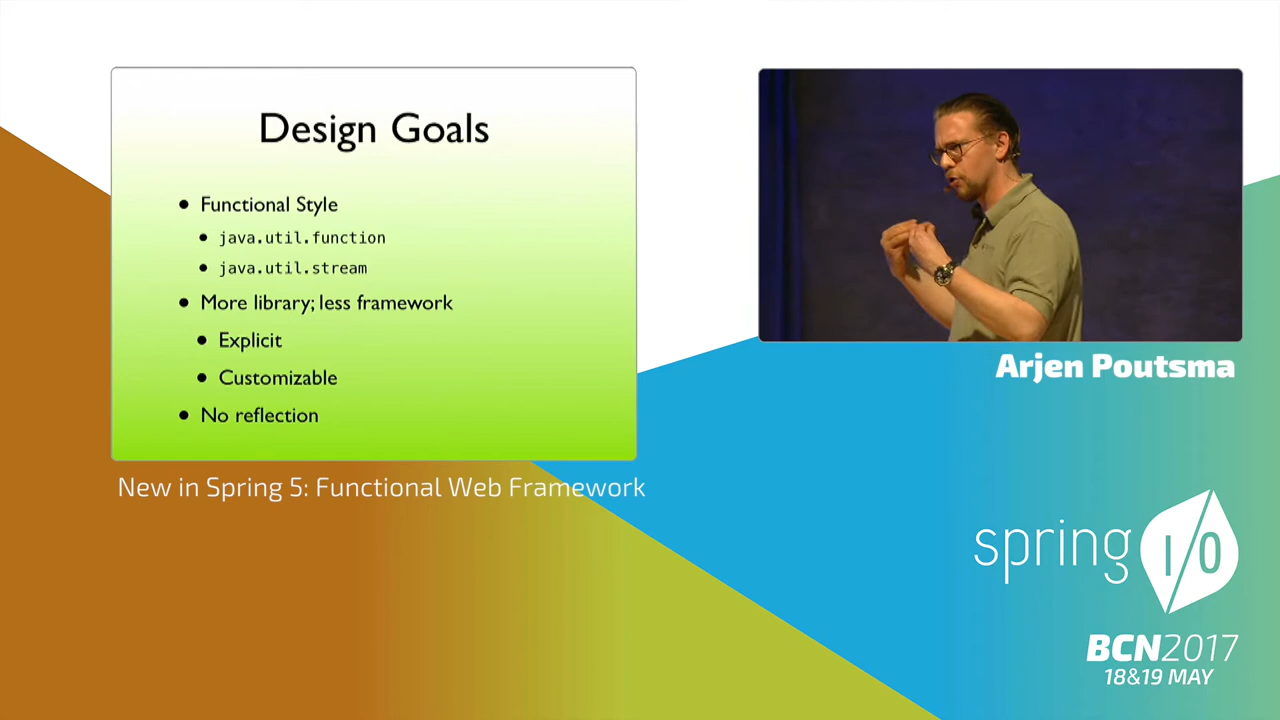 Design Goals
• Functional Style
• java.util.function
• java.util.stream
• More library; less framework
• Explicit
• Customizable
• No reflection
New in Spring 5: Functional Web Framework
Arjen Poutsma
spring I/O
BCN2017
18&19 MAY